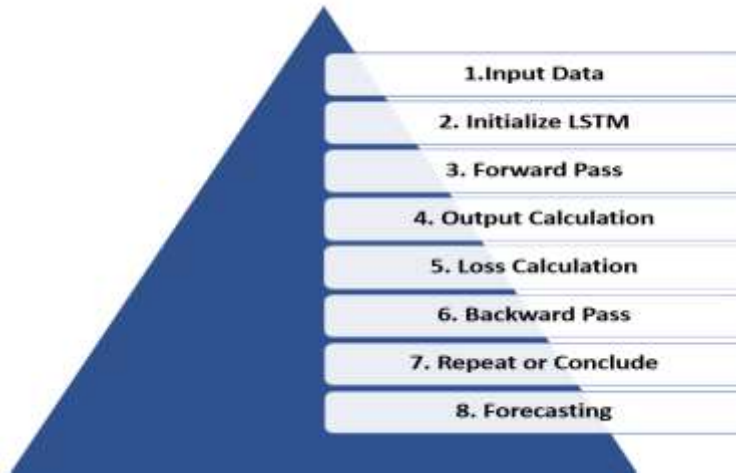 1.Input Data
2. Initialize LSTM
3. Forward Pass
4. Output Calculation
5. Loss Calculation
6. Backward Pass
7. Repeat or Conclude
8. Forecasting